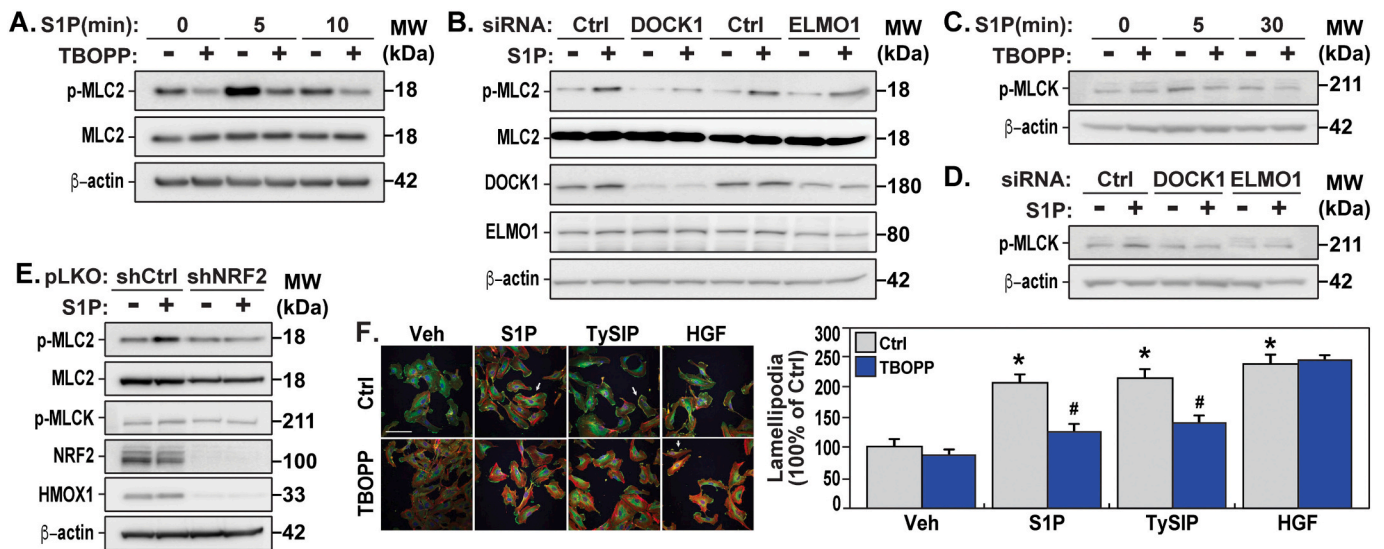 A. S1P(min): 0 5 10 MW
TBOPP: - + - + - + (kDa)
p-MLC2 18
MLC2 18
β-actin 42
B. siRNA: Ctrl DOCK1 Ctrl ELMO1 MW
S1P: - + - + - + - + (kDa)
p-MLC2 18
MLC2 18
DOCK1 180
ELMO1 80
β-actin 42
C. S1P(min): 0 5 30 MW
TBOPP: - + - + - + (kDa)
p-MLCK 211
β-actin 42
D. siRNA: Ctrl DOCK1 ELMO1 MW
S1P: - + - + - + (kDa)
p-MLCK 211
β-actin 42
E. pLKO: shCtrl shNRF2 MW
S1P: - + - + (kDa)
p-MLC2 18
MLC2 18
p-MLCK 211
NRF2 100
HMOX1 33
β-actin 42
F. Veh S1P TySIP HGF
Ctrl
TBOPP
Lamellipodia
(100% of Ctrl)
300
250
200
150
100
50
0
Ctrl
TBOPP
* * *
# #
Veh S1P TySIP HGF